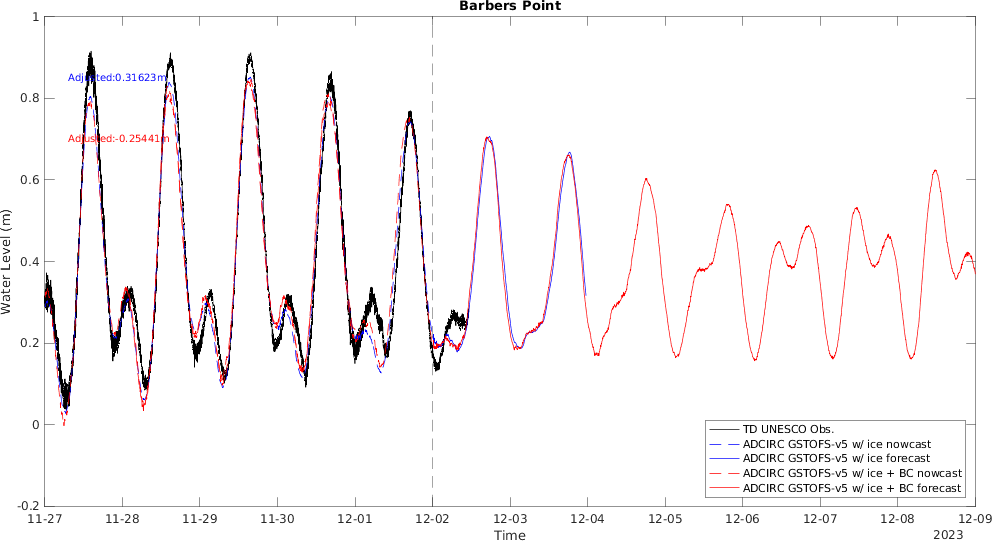 Barbers Point
1
0.8
0.6
0.4
0.2
0
-0.2
Water Level (m)
Adjusted:0.31623m
Adjusted:-0.25441m
TD UNESCO Obs.
ADCIRC GSTOFS-v5 w/ ice nowcast
ADCIRC GSTOFS-v5 w/ ice forecast
ADCIRC GSTOFS-v5 w/ ice + BC nowcast
ADCIRC GSTOFS-v5 w/ ice + BC forecast
11-27 11-28 11-29 11-30 12-01 12-02 12-03 12-04 12-05 12-06 12-07 12-08 12-09
Time
2023